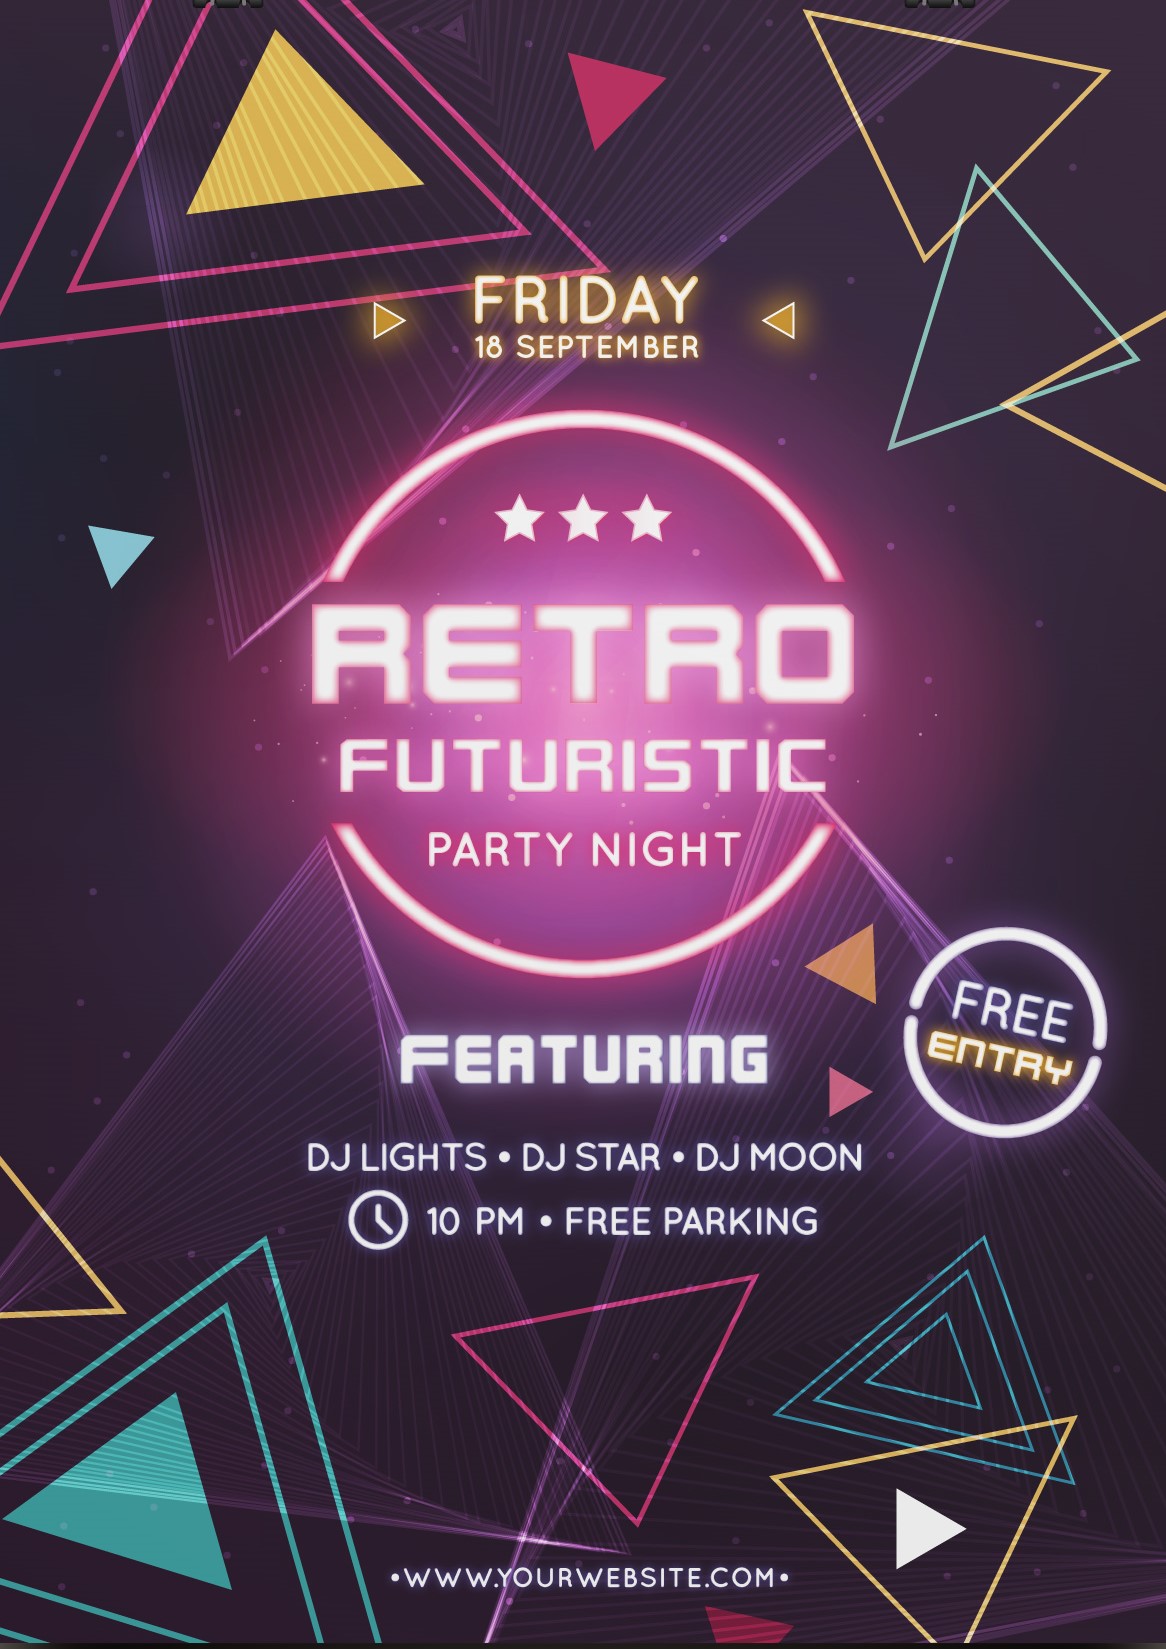 FRIDAY
18 SEPTEMBER
RETRO
FUTURISTIC
PARTY NIGHT
FREE
ENTRY
FEATURING
DJ LIGHTS • DJ STAR • DJ MOON
10 PM • FREE PARKING
•WWW.YOURWEBSITE.COM•